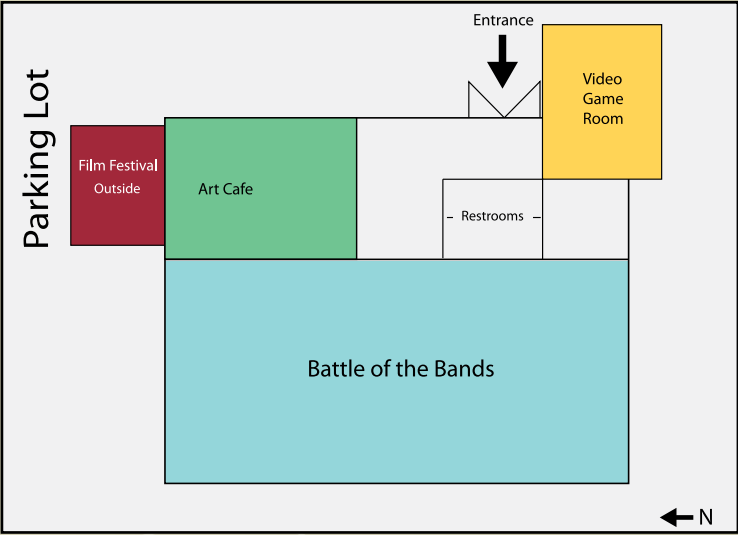 Entrance
Parking Lot
Video
Game
Room
Film Festival
Outside
Art Cafe
– Restrooms –
Battle of the Bands
N